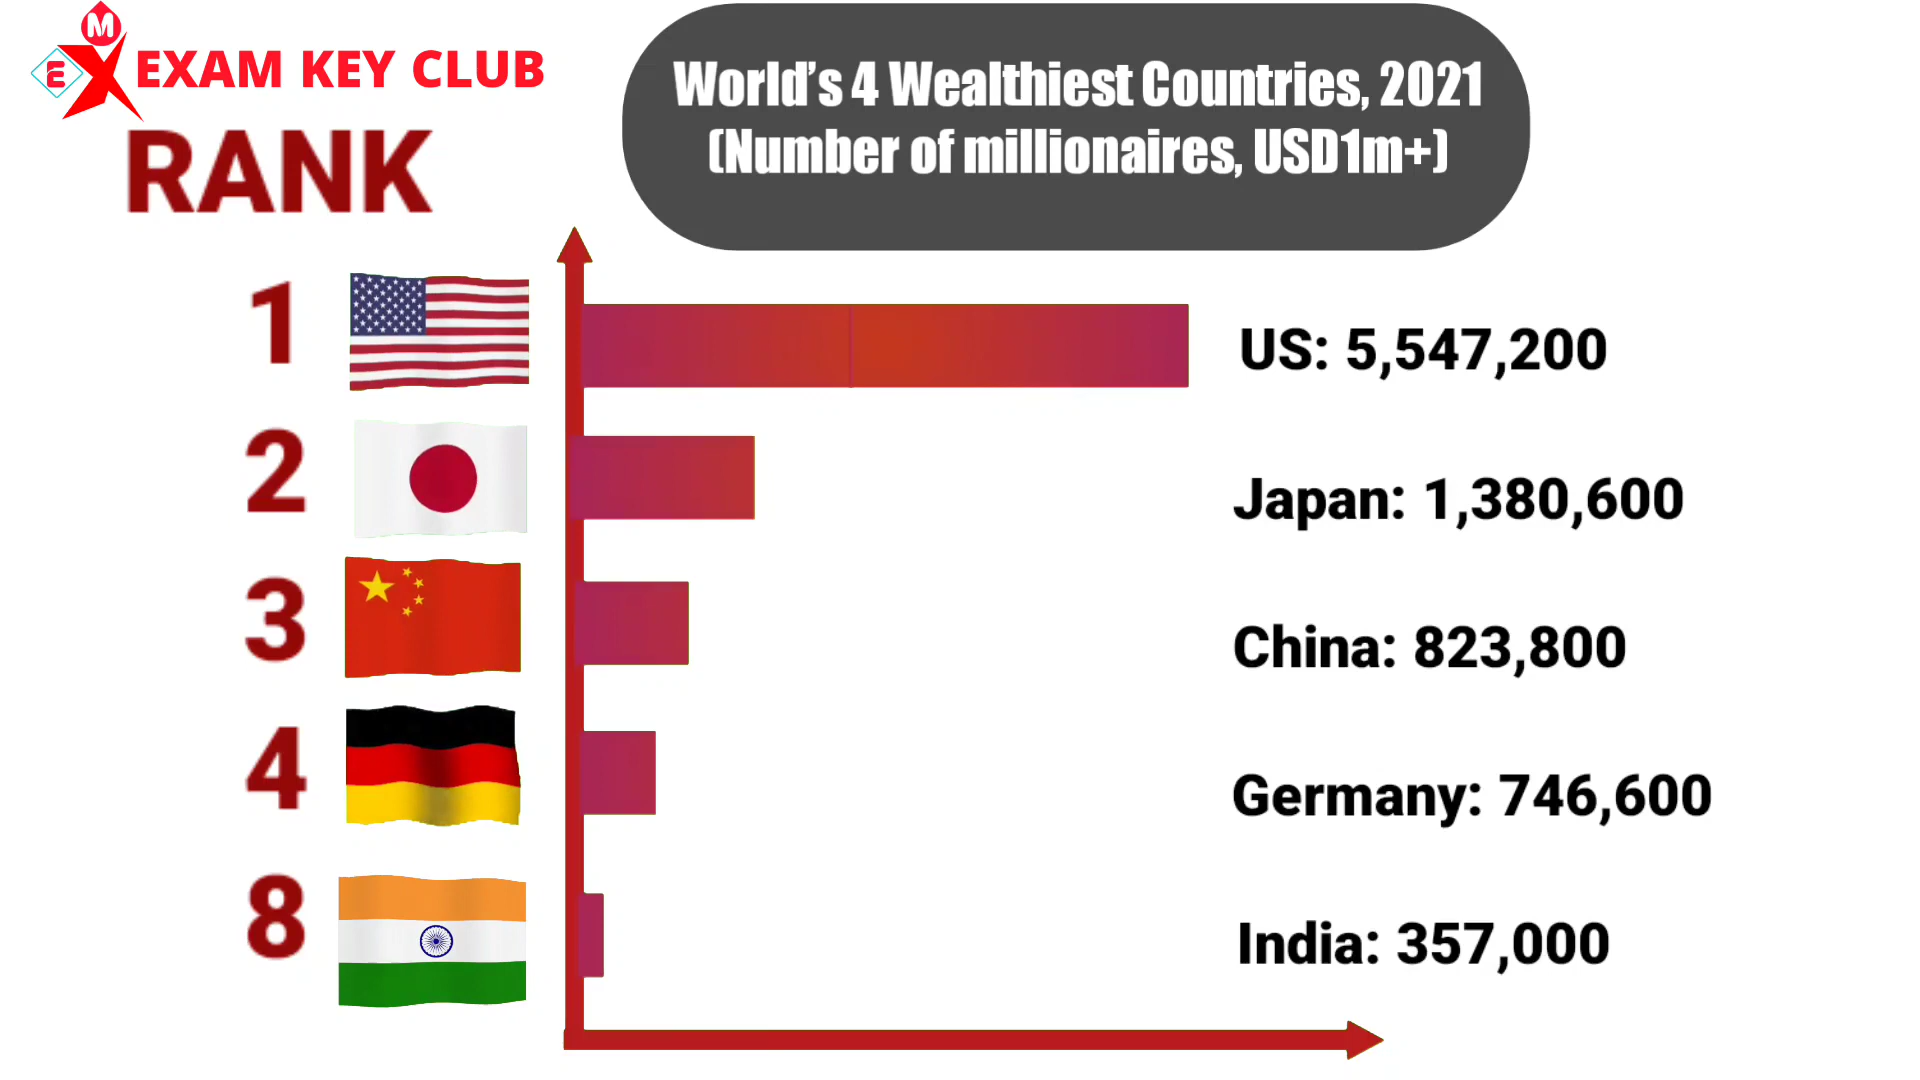 M
EXAM KEY CLUB
World's 4 Wealthiest Countries, 2021
(Number of millionaires, USD1m+)
RANK
1
US: 5,547,200
2
Japan: 1,380,600
3
China: 823,800
4
Germany: 746,600
8
India: 357,000